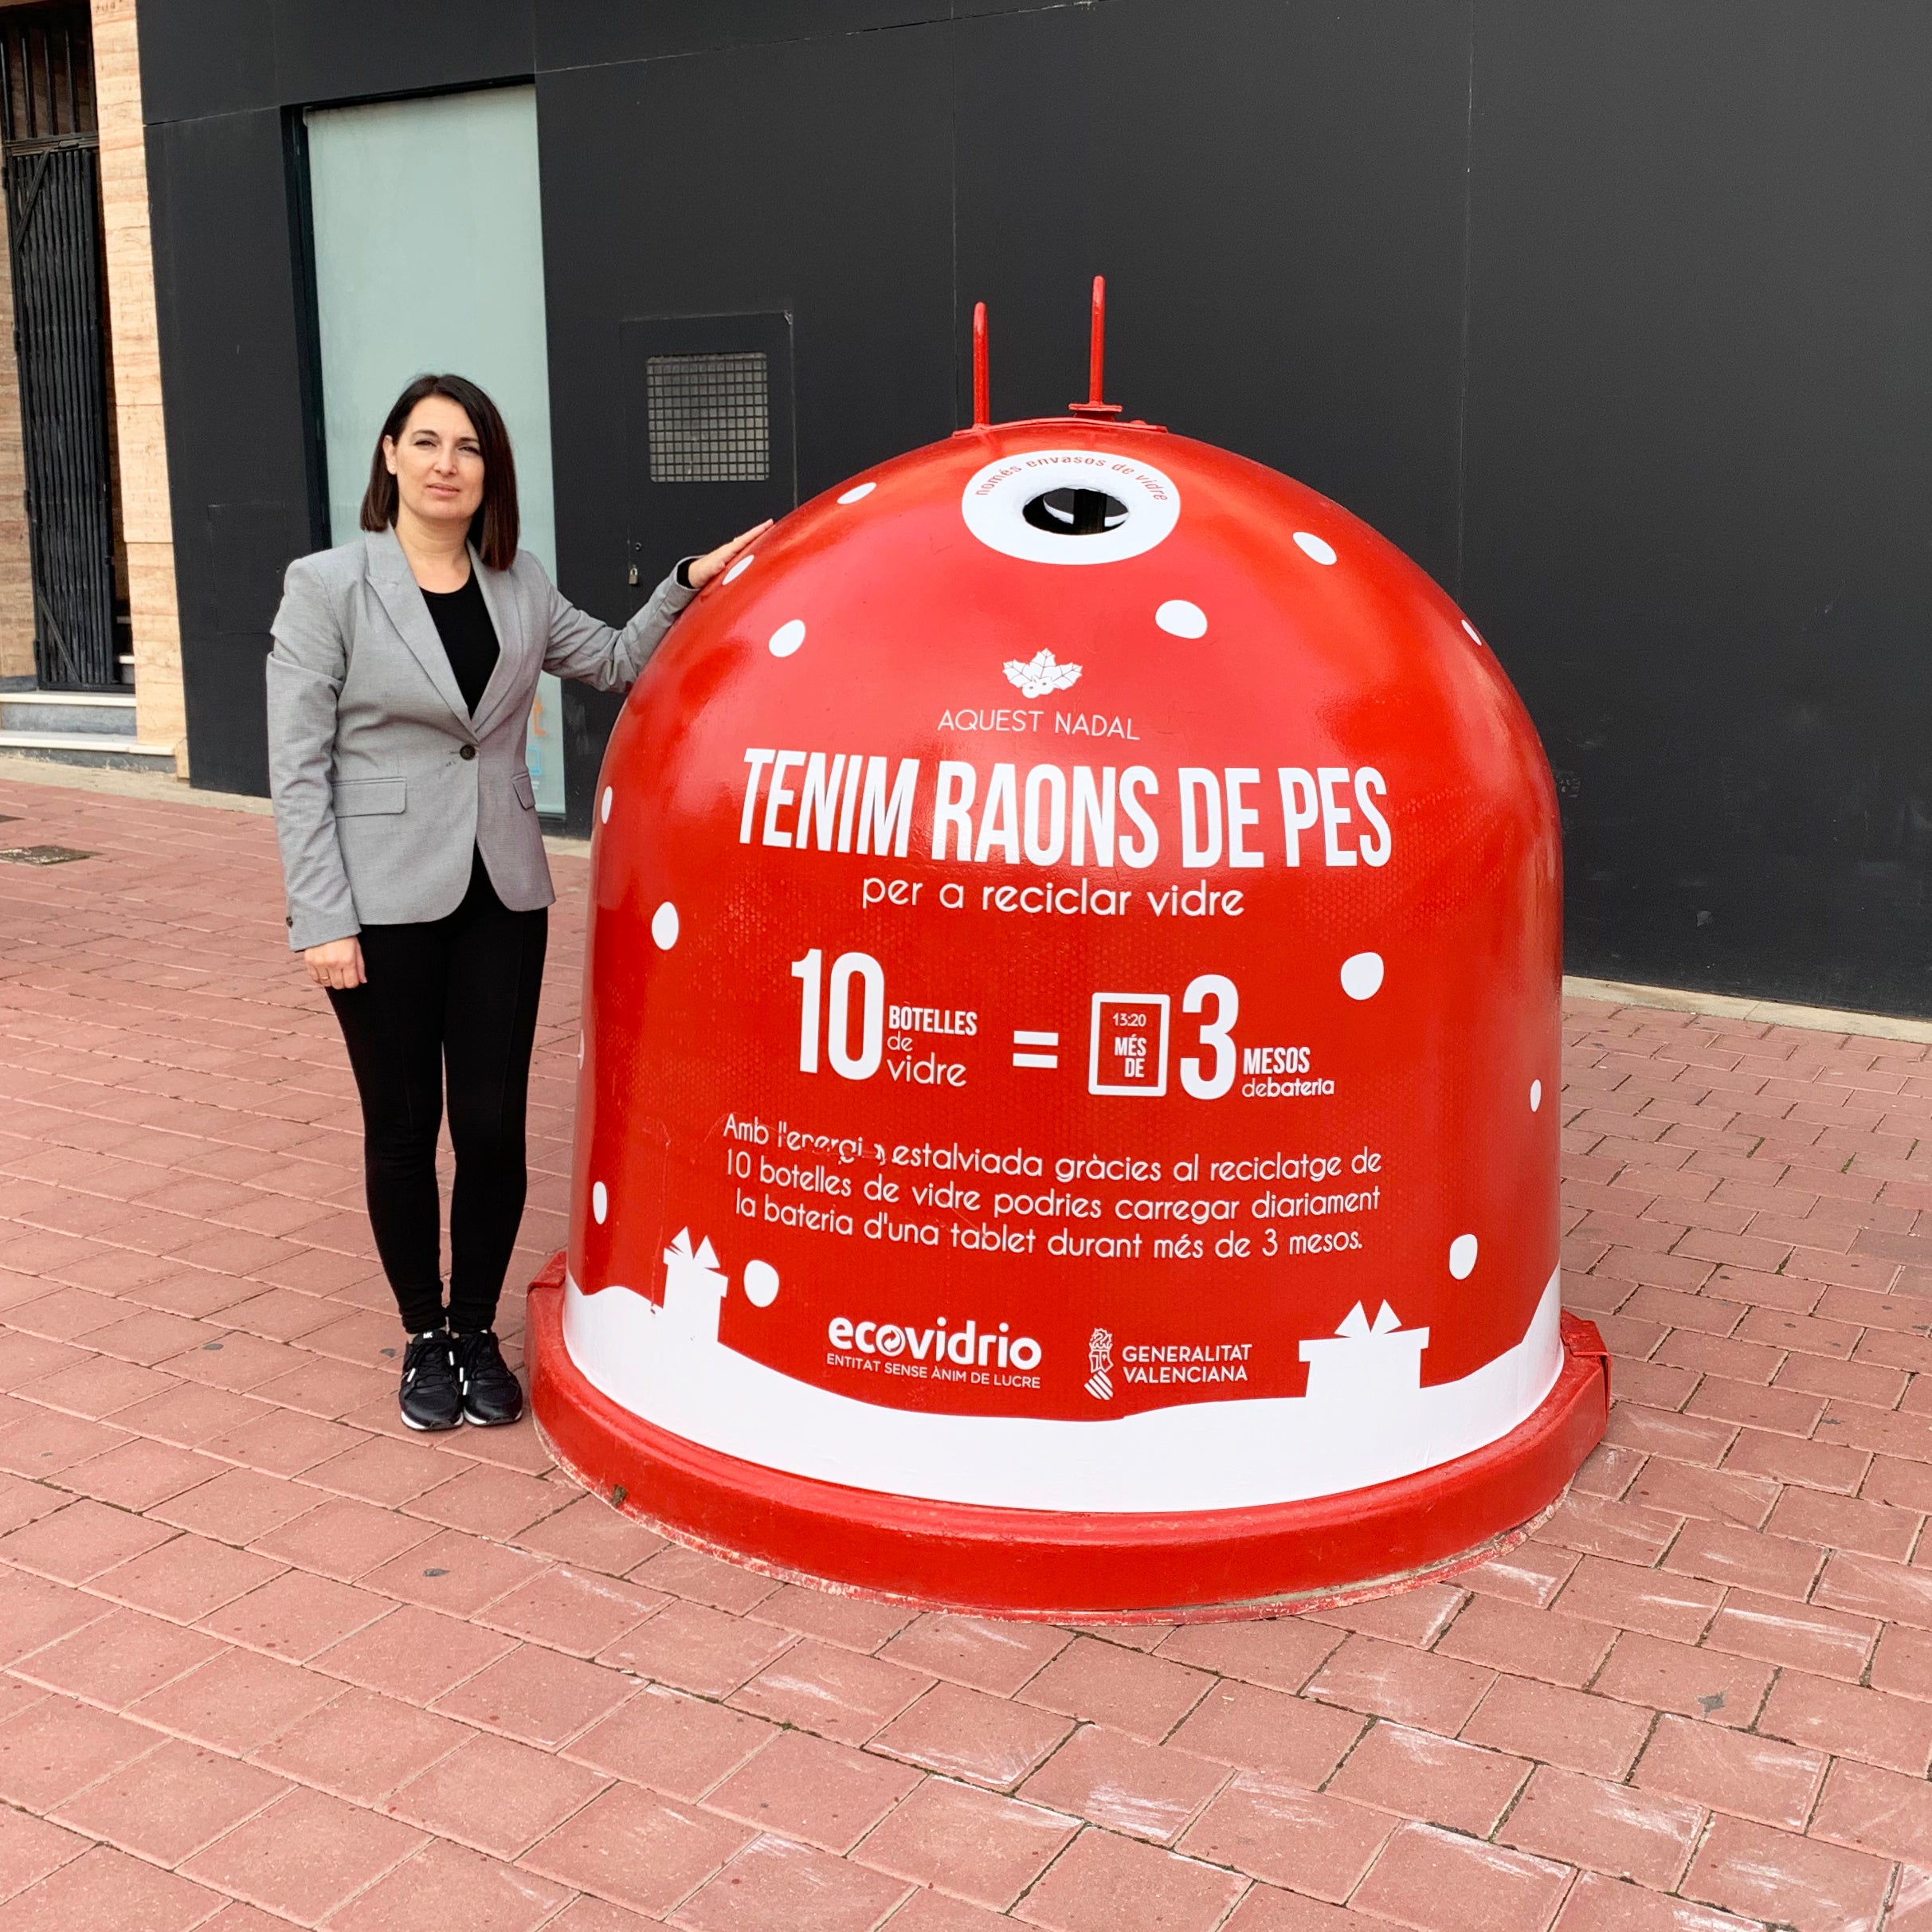 només envasos de vidre
AQUEST NADAL
TENIM RAONS DE PES
per a reciclar vidre
10 BOTELLES
de
vidre
=
13:20
MÉS
DE
3 MESOS
de bateria
Amb l'energia estalviada gràcies al reciclatge de
10 botelles de vidre podries carregar diariament
la bateria d'una tablet durant més de 3 mesos.
ecovidrio
ENTITAT SENSE ÀNIM DE LUCRE
GENERALITAT
VALENCIANA